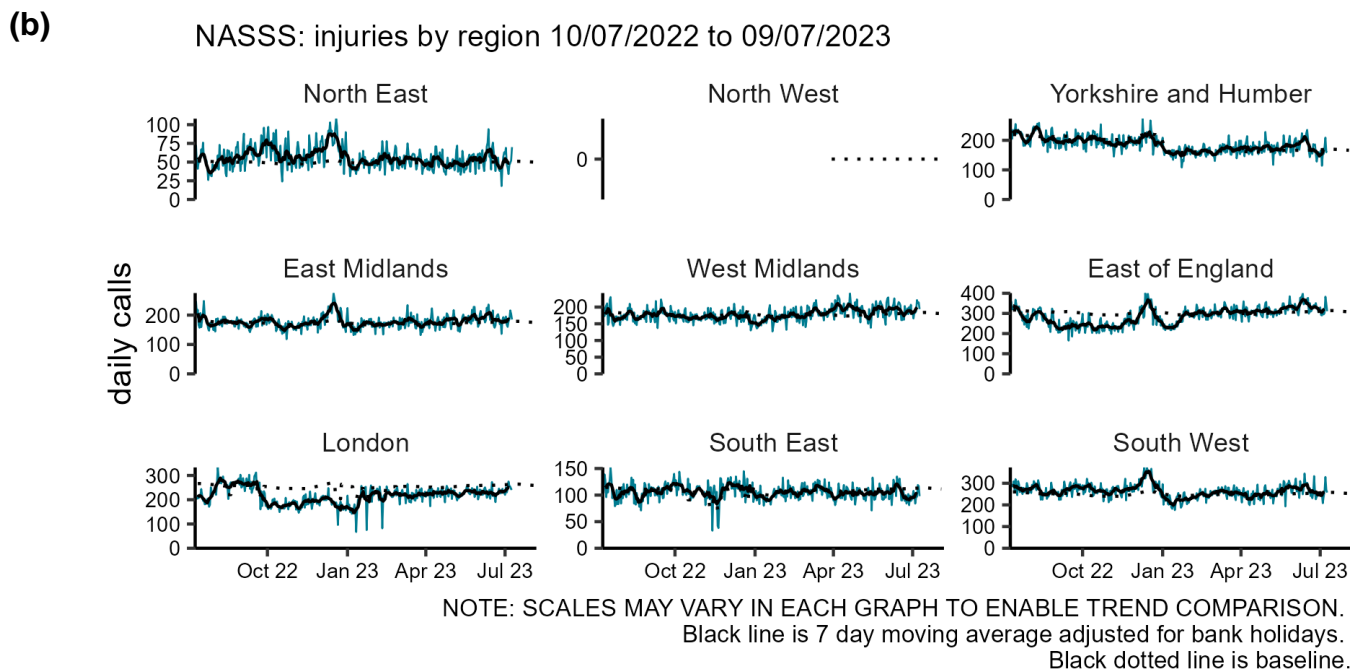 (b)
NASSS: injuries by region 10/07/2022 to 09/07/2023
North East
North West
Yorkshire and Humber
100
75
50
25
0
0
200
100
0
East Midlands
West Midlands
East of England
daily calls
200
100
0
200
150
100
50
0
400
300
200
100
0
London
South East
South West
300
200
100
0
150
100
50
0
300
200
100
0
Oct 22 Jan 23 Apr 23 Jul 23
Oct 22 Jan 23 Apr 23 Jul 23
Oct 22 Jan 23 Apr 23 Jul 23
NOTE: SCALES MAY VARY IN EACH GRAPH TO ENABLE TREND COMPARISON.
Black line is 7 day moving average adjusted for bank holidays.
Black dotted line is baseline.